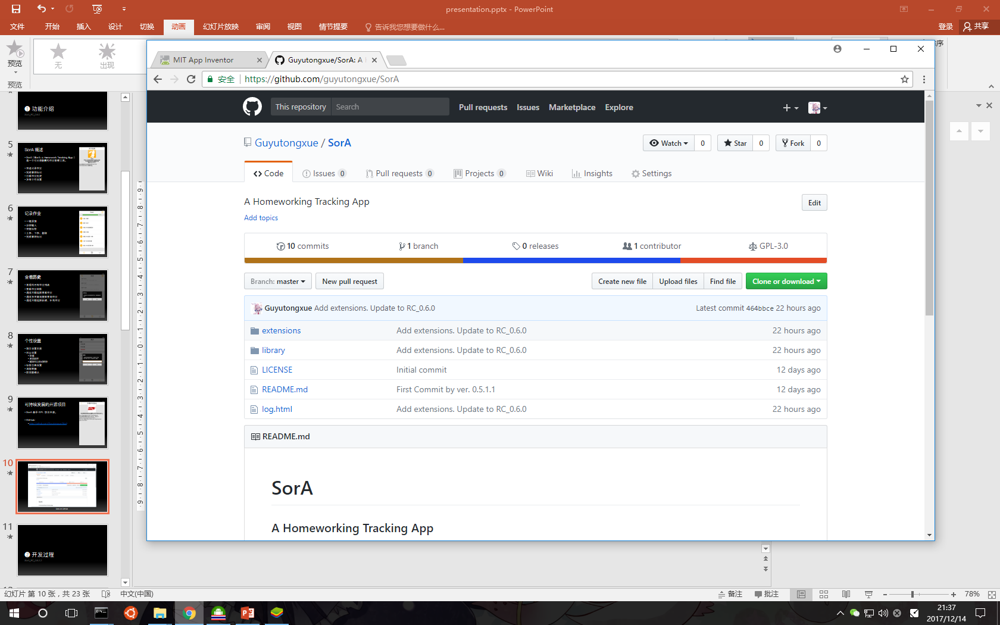 presentation.pptx - PowerPoint
文件 开始 插入 设计 切换 动画 幻灯片放映 审阅 视图 情节提要 告诉我您想要做什么... 登录 共享
预览
无 出现
预览
MIT App Inventor
Guyutongxue/SorA: A
安全 https://github.com/guyutongxue/SorA
This repository Search Pull requests Issues Marketplace Explore
Guyutongxue / SorA
Watch 0 Star 0 Fork 0
Code Issues 0 Pull requests 0 Projects 0 Wiki Insights Settings
A Homeworking Tracking App
Edit
Add topics
10 commits 1 branch 0 releases 1 contributor GPL-3.0
Branch: master New pull request Create new file Upload files Find file Clone or download
Guyutongxue Add extensions. Update to RC_0.6.0 Latest commit 464bbce 22 hours ago
extensions Add extensions. Update to RC_0.6.0 22 hours ago
library Add extensions. Update to RC_0.6.0 22 hours ago
LICENSE Initial commit 12 days ago
README.md First Commit by ver. 0.5.1.1 12 days ago
log.html Add extensions. Update to RC_0.6.0 22 hours ago
README.md
SorA
A Homeworking Tracking App
❶ 功能介绍
5
SorA 概述
6
记录作业
7
查看历史
8
个性设置
9
可持续发展的开源项目
10
11
❷ 开发过程
幻灯片 第 10 张，共 23 张 中文(中国) 备注 批注 78%
21:37
2017/12/14